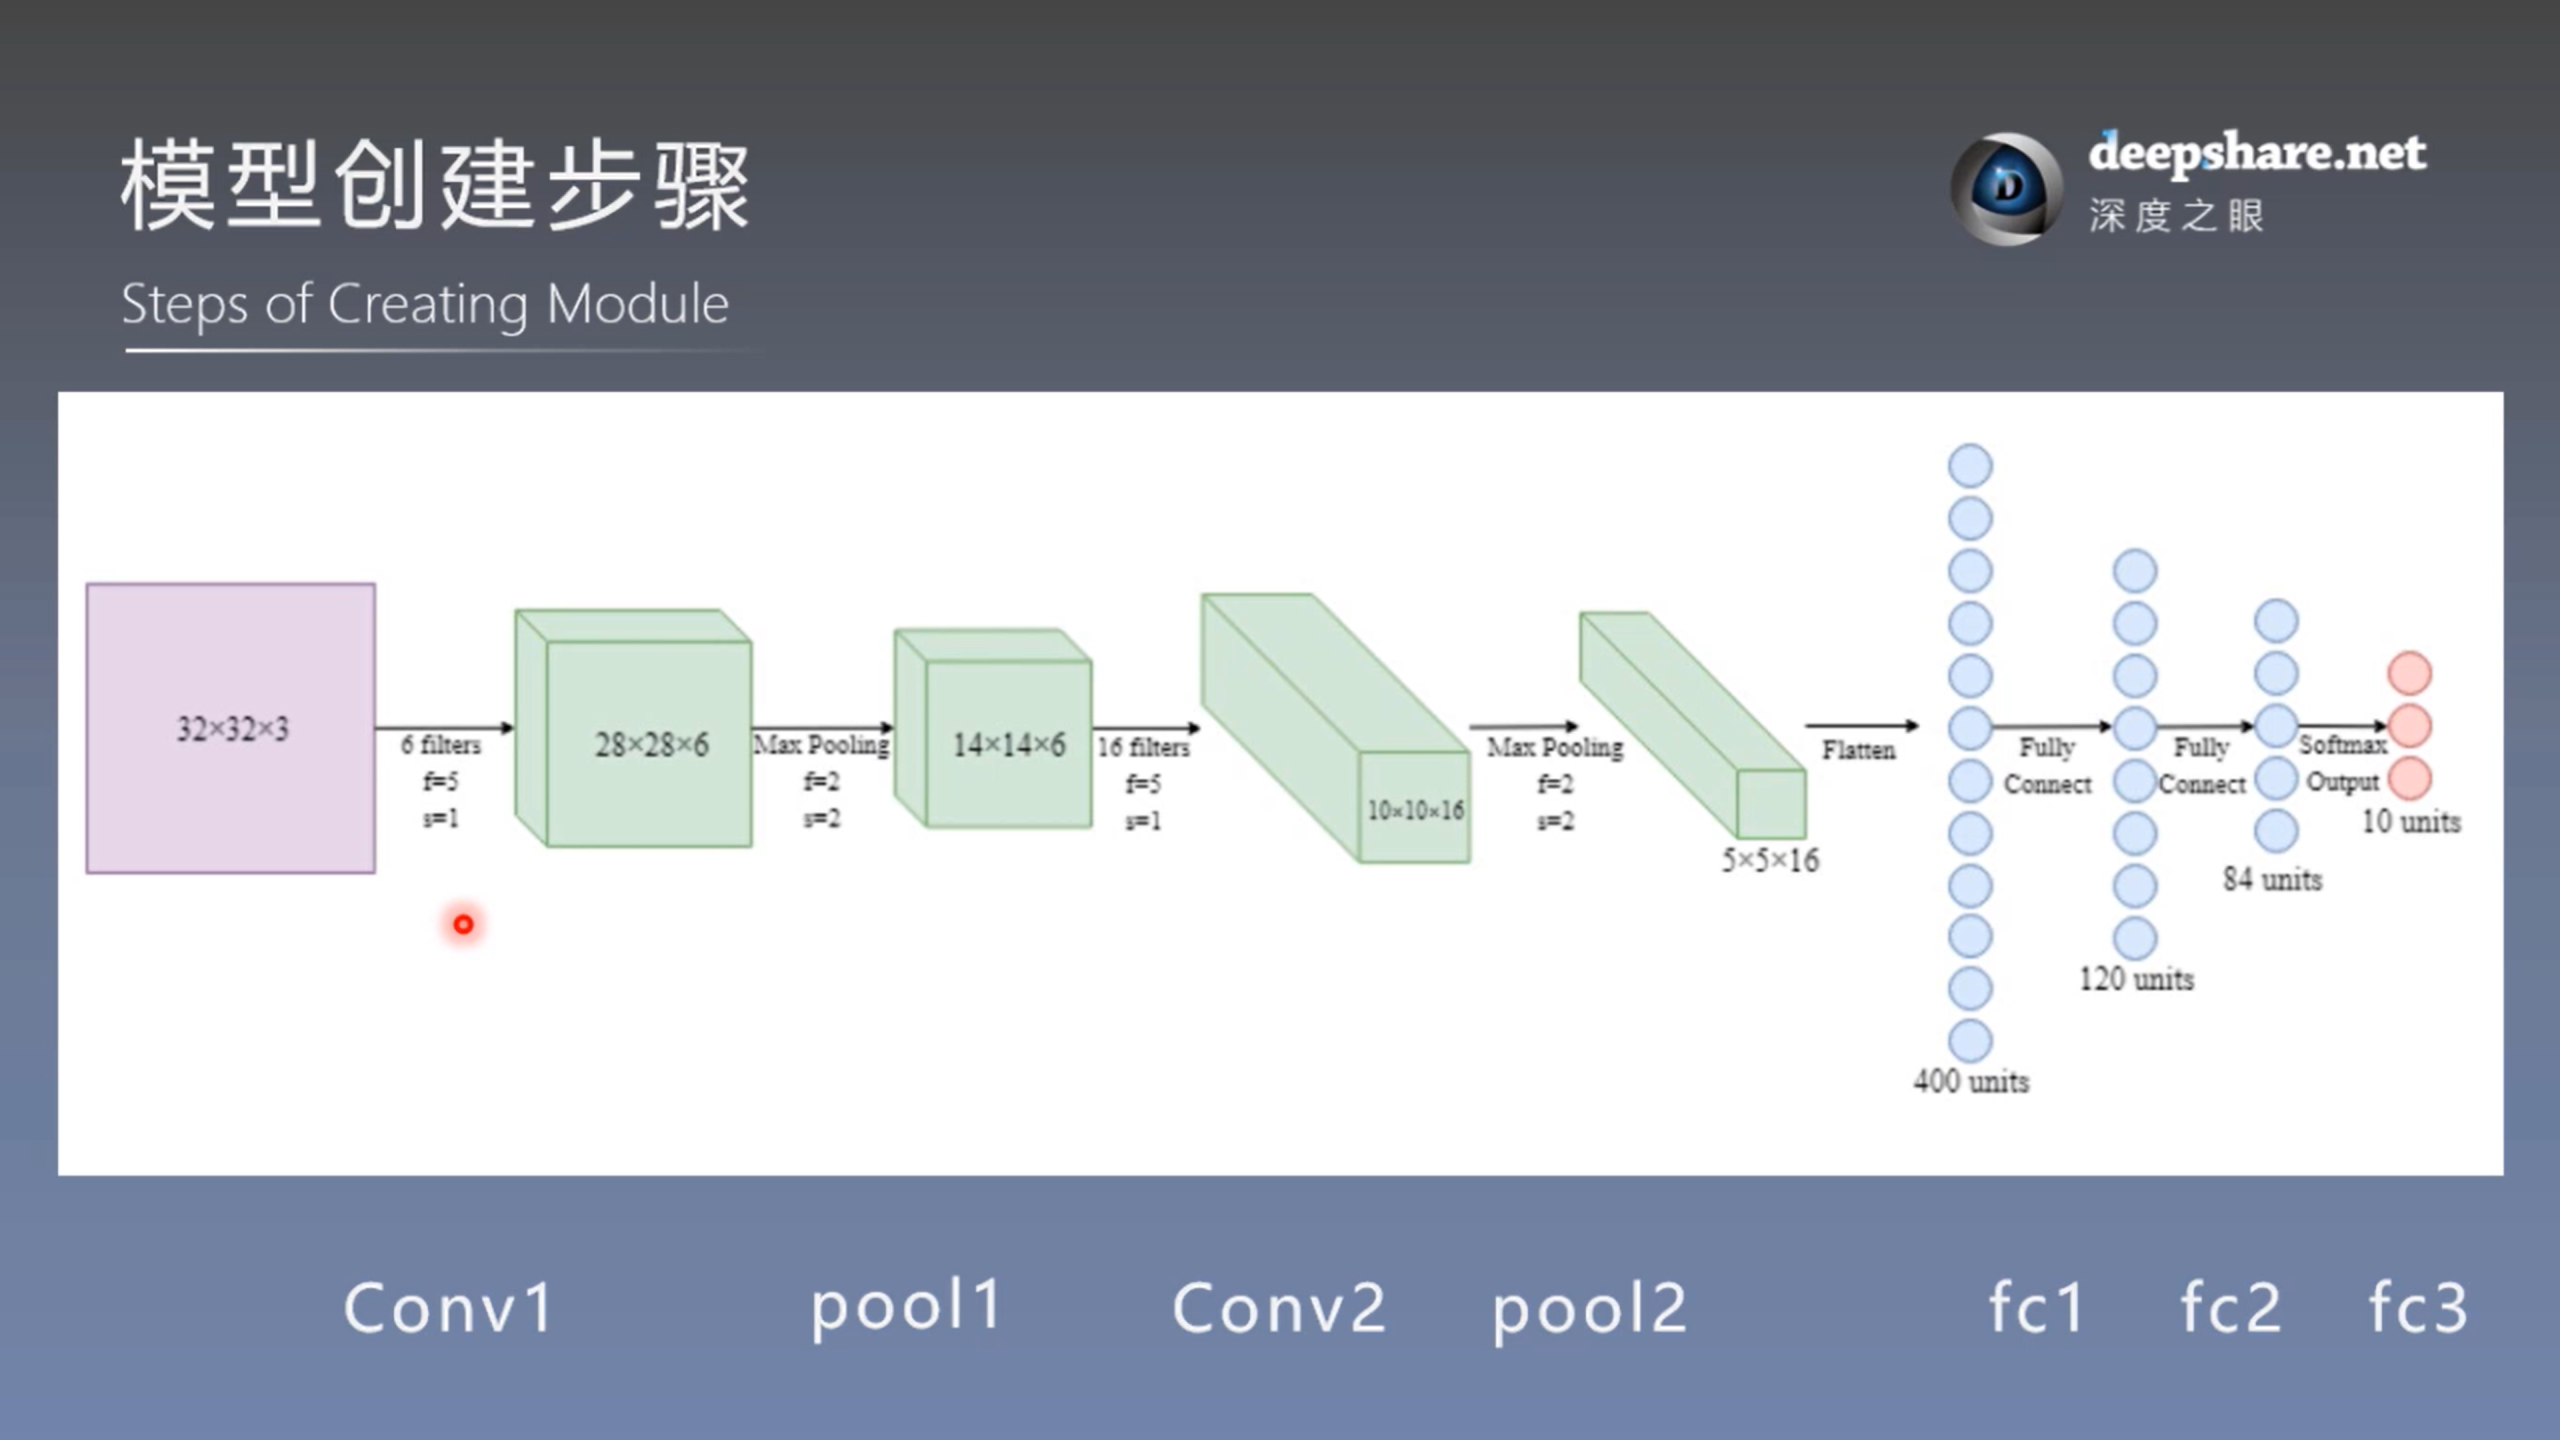 模型创建步骤
Steps of Creating Module
deepshare.net
深度之眼
32×32×3
6 filters
f=5
s=1
28×28×6
Max Pooling
f=2
s=2
14×14×6
16 filters
f=5
s=1
10×10×16
Max Pooling
f=2
s=2
5×5×16
Flatten
400 units
Fully
Connect
120 units
Fully
Connect
84 units
Softmax
Output
10 units
Conv1
pool1
Conv2
pool2
fc1
fc2
fc3